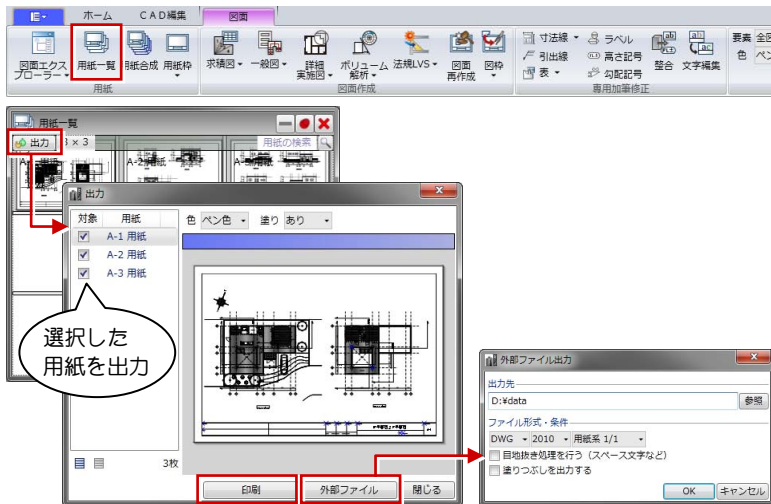 ホーム
CAD編集
図面
図面エクス
プローラー
用紙一覧
用紙合成
用紙枠
用紙
求積図
一般図
詳細
実施図
ボリューム
解析
法規LVS
図面
再作成
図枠
図面作成
寸法線
引出線
表
ラベル
高さ記号
勾配記号
整合
文字編集
専用加筆修正
要素 全図
色 ペン
用紙一覧
出力
3 × 3
用紙の検索
A-2 用紙
出力
対象 用紙
A-1 用紙
A-2 用紙
A-3 用紙
色 ペン色 塗り あり
選択した
用紙を出力
3枚
印刷
外部ファイル
閉じる
外部ファイル出力
出力先
D:¥data
参照
ファイル形式・条件
DWG 2010 用紙系 1/1
目地抜き処理を行う（スペース文字など）
塗りつぶしを出力する
OK
キャンセル